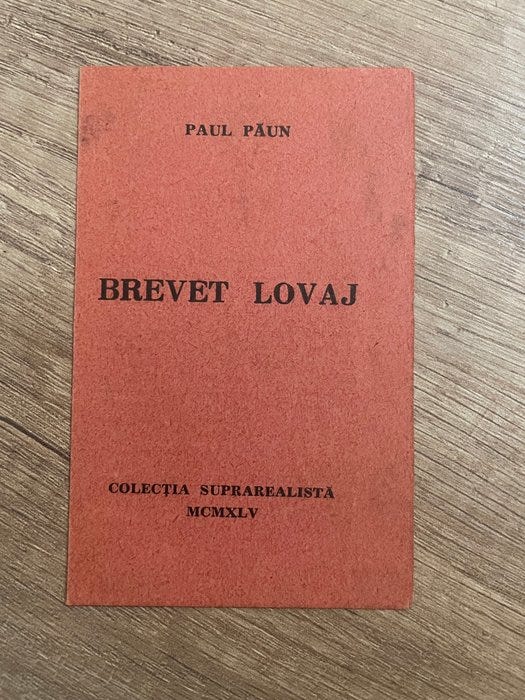 PAUL PĂUN
BREVET LOVAJ
COLECȚIA SUPRAREALISTĂ
MCMXLV